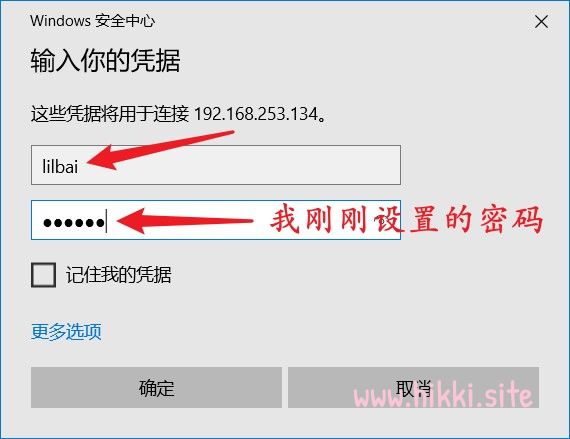 Windows 安全中心
输入你的凭据
这些凭据将用于连接 192.168.253.134。
lilbai
●●●●●●
我刚刚设置的密码
记住我的凭据
更多选项
确定
取消
www.hikki.site